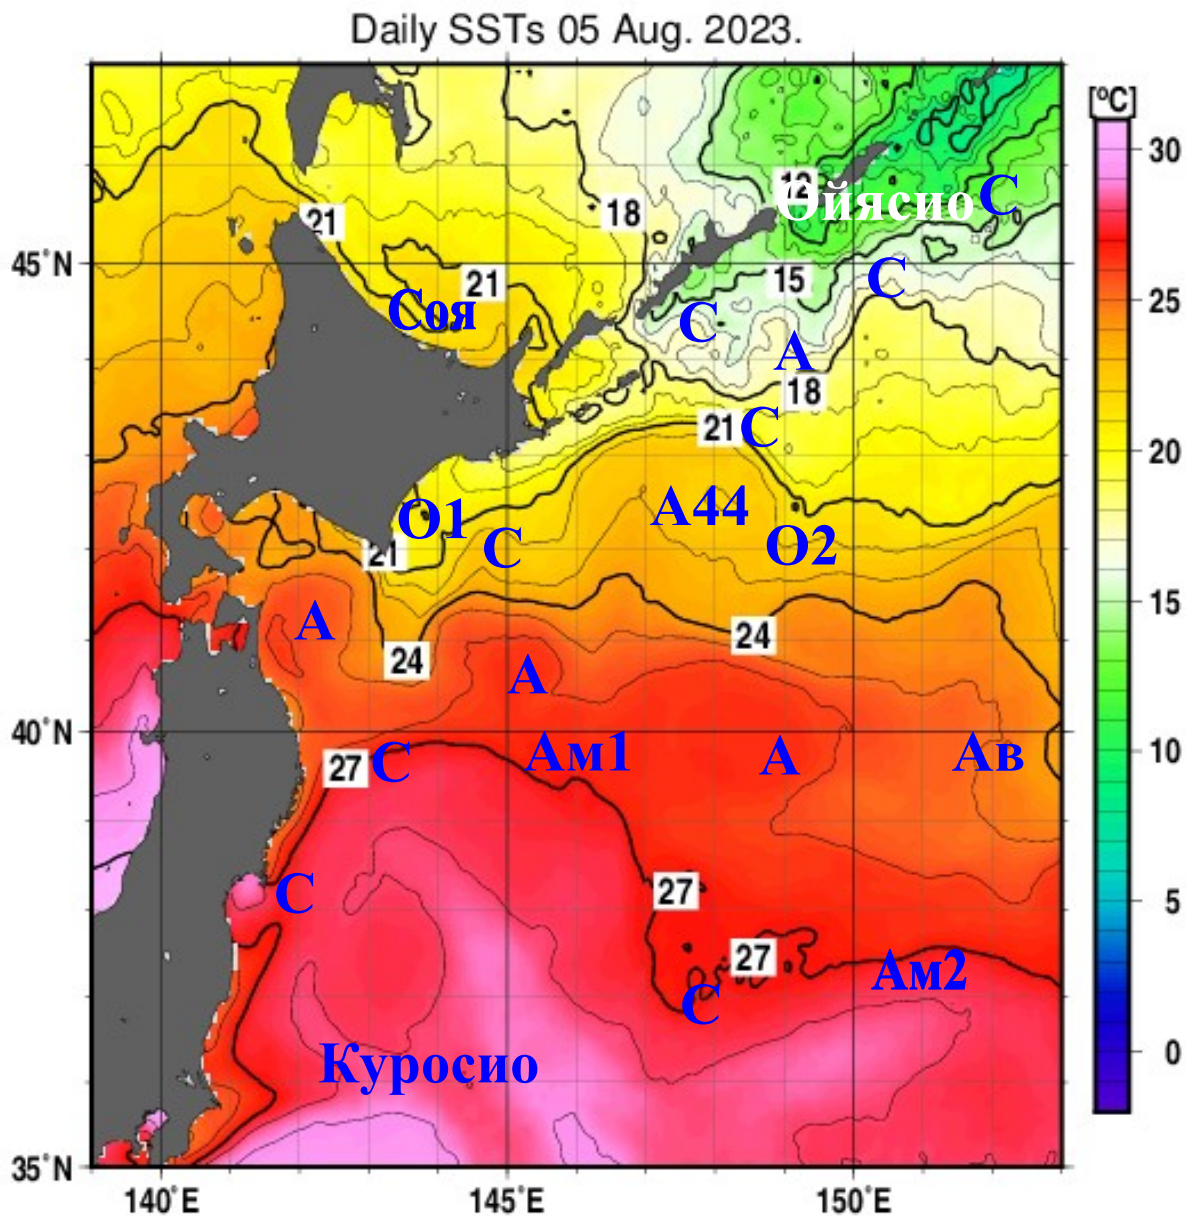 Daily SSTs 05 Aug. 2023.
[°C]
30
12
Ойясио
С
18
21
45°N
21
15
С
25
Соя
С
А
18
21
С
20
О1
А44
21
С
О2
15
А
24
24
А
40°N
27
С
Ам1
А
Ав
10
С
27
5
27
Ам2
С
Куросио
0
35°N
140°E
145°E
150°E